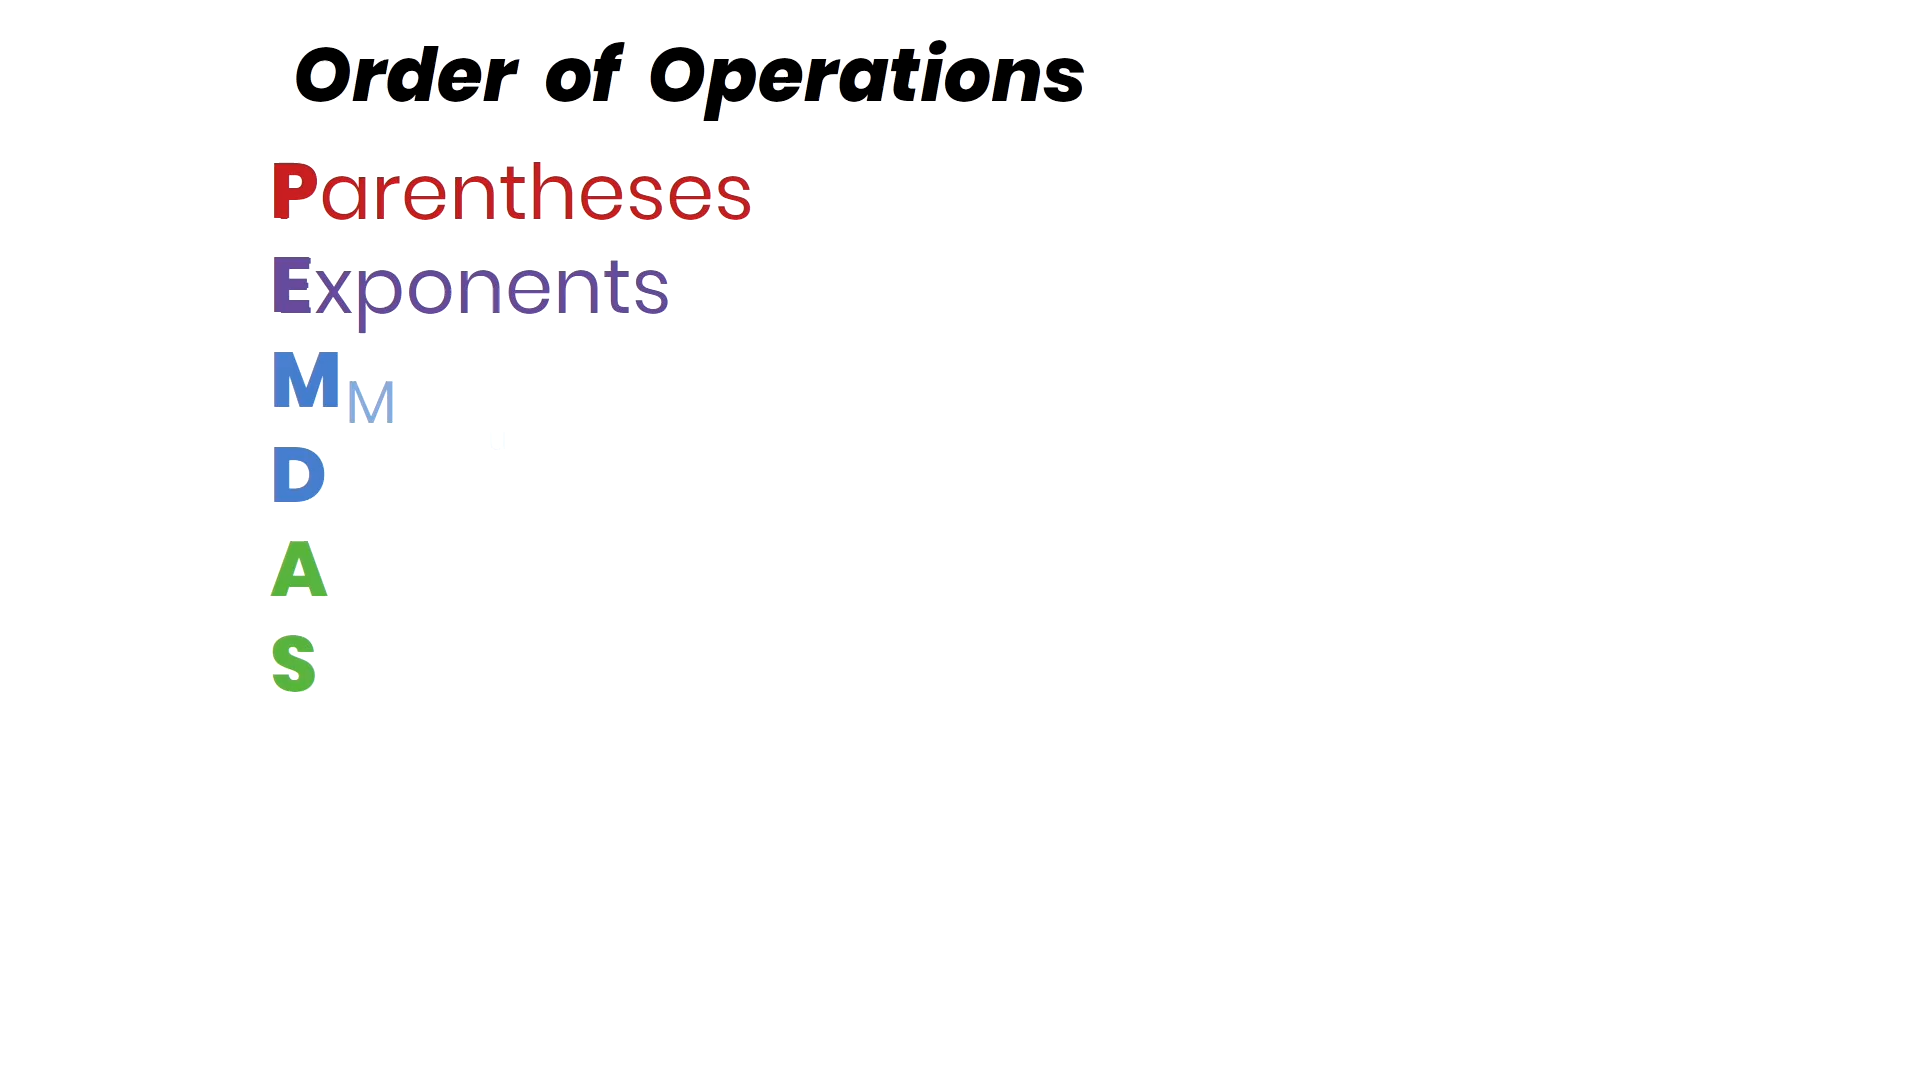 Order of Operations
Parentheses
Exponents
M M
D
A
S